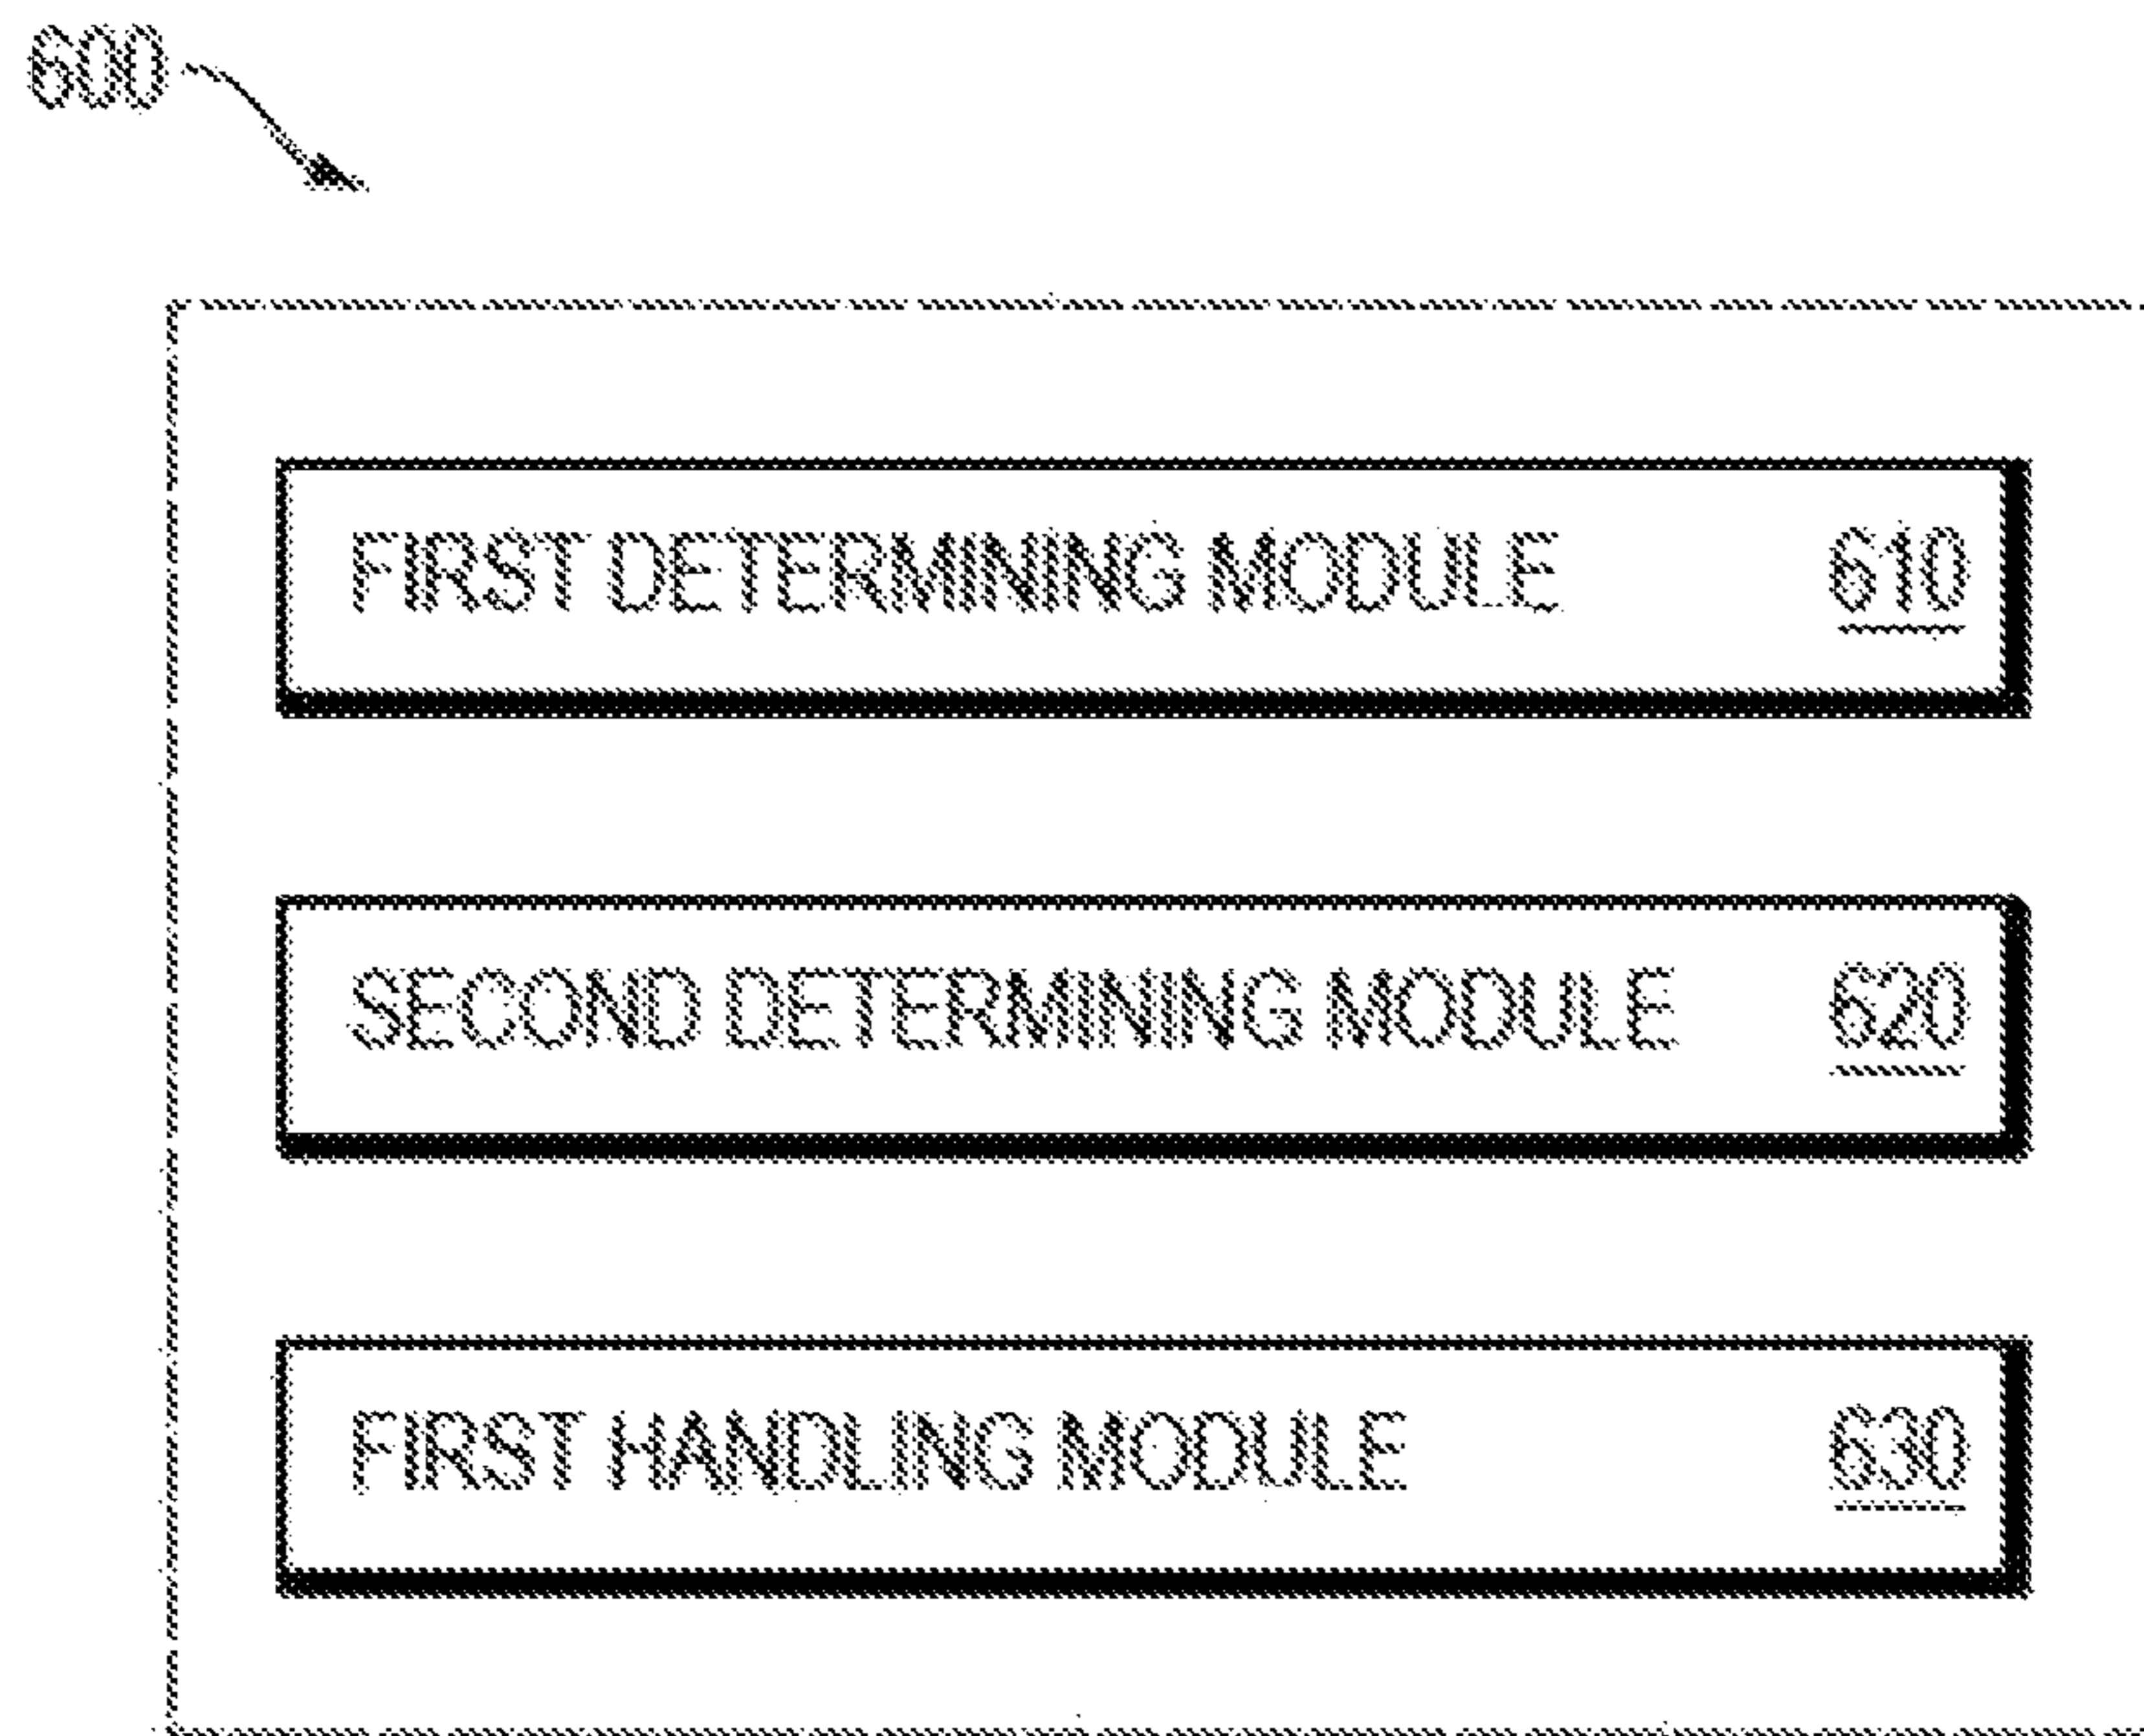 600
FIRST DETERMINING MODULE 610
SECOND DETERMINING MODULE 620
FIRST HANDLING MODULE 630